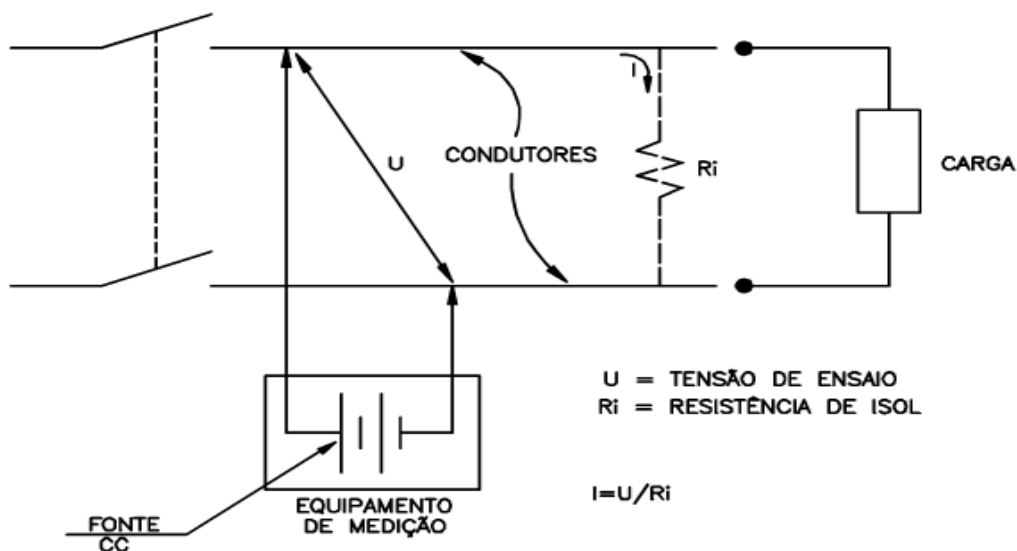 I
U
CONDUTORES
Ri
CARGA
U = TENSÃO DE ENSAIO
Ri = RESISTÊNCIA DE ISOL
I=U/Ri
EQUIPAMENTO
DE MEDIÇÃO
FONTE
CC